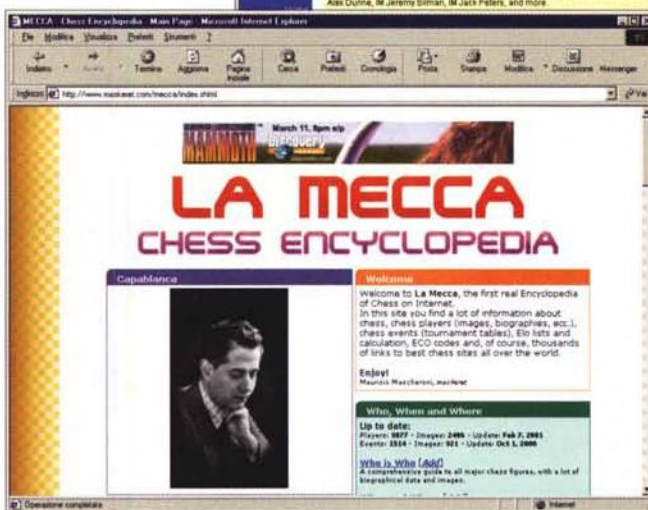 Alex Dunne, IM Jeremy Silman, IM Jack Peters, and more.
MECCA - Chess Encyclopedia - Main Page - Microsoft Internet Explorer
File Modifica Visualizza Preferiti Strumenti ?
Indietro Avanti Termina Aggiorna Pagina iniziale Cerca Preferiti Cronologia Posta Stampa Modifica Discussione Messenger
Indirizzo http://www.maskeret.com/mecca/index.shtml Vai
MAMMOTH March 11, 8pm e/p DISCOVERY
LA MECCA
CHESS ENCYCLOPEDIA
Capablanca
Welcome
Welcome to La Mecca, the first real Encyclopedia
of Chess on Internet.
In this site you find a lot of information about
chess, chess players (images, biographies, ecc.),
chess events (tournament tables), Elo lists and
calculation, ECO codes and, of course, thousands
of links to best chess sites all over the world.
Enjoy!
Maurizio Mascheroni,
Who, When and Where
Up to date:
Players: - Images: - Update: Feb 7, 2001
Events: - Images: 921 - Update: Oct 1, 2000
Who is Who [Add]
A comprehensive guide to all major chess figures, with a lot of
biographical data and images.
Operazione completata Internet